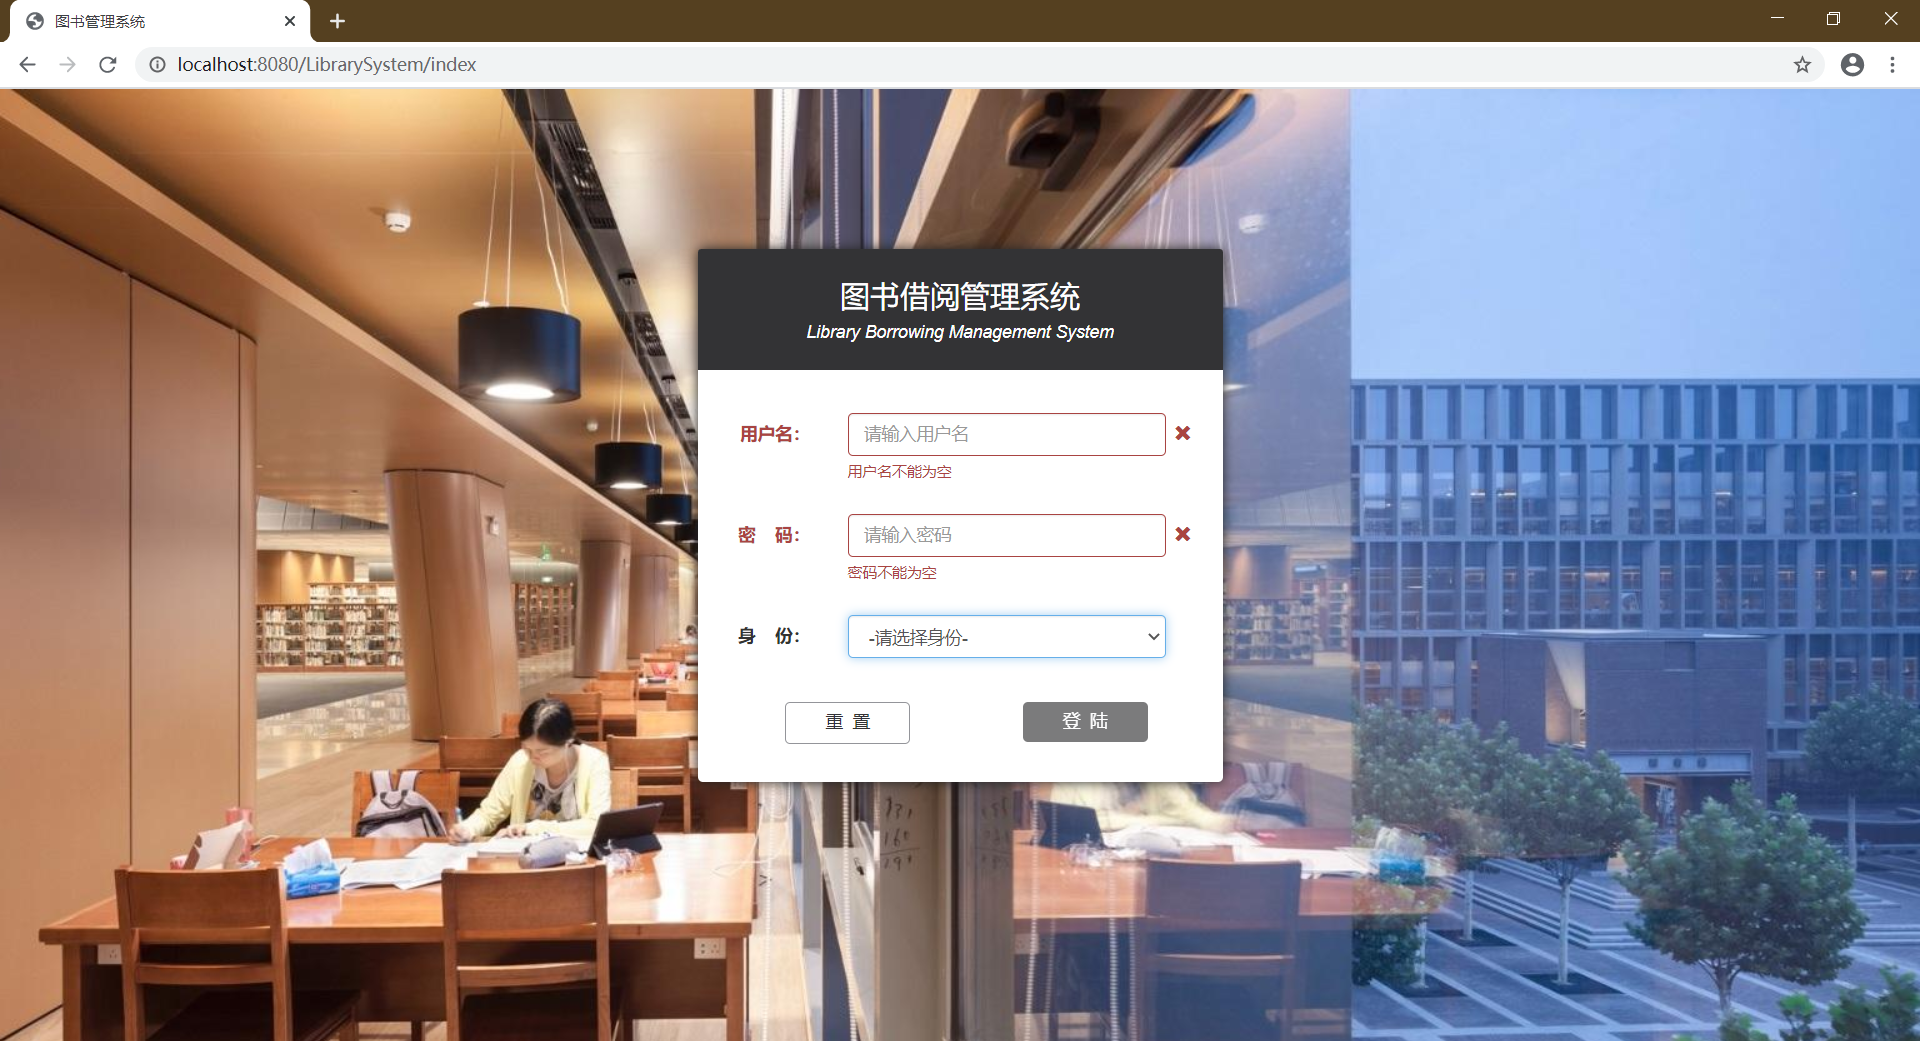 图书管理系统
localhost:8080/LibrarySystem/index
图书借阅管理系统
Library Borrowing Management System
用户名：
请输入用户名
用户名不能为空
密 码：
请输入密码
密码不能为空
身 份：
-请选择身份-
重 置
登 陆